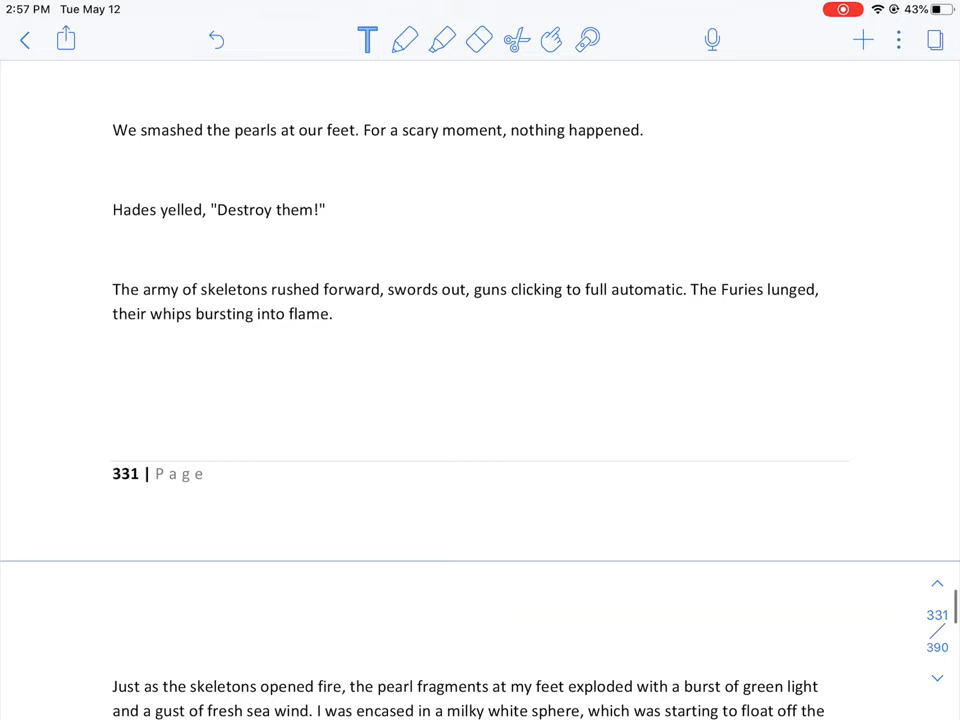 2:57 PM Tue May 12 43%
We smashed the pearls at our feet. For a scary moment, nothing happened.
Hades yelled, "Destroy them!"
The army of skeletons rushed forward, swords out, guns clicking to full automatic. The Furies lunged,
their whips bursting into flame.
331 | Page
331
390
Just as the skeletons opened fire, the pearl fragments at my feet exploded with a burst of green light
and a gust of fresh sea wind. I was encased in a milky white sphere, which was starting to float off the